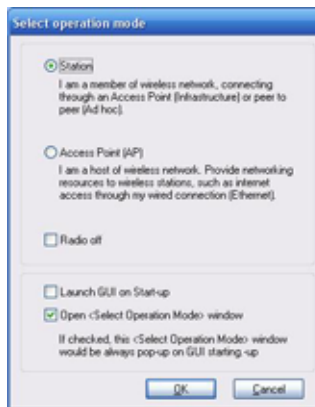 Select operation mode
Station
I am a member of wireless network, connecting
through an Access Point (Infrastructure) or peer to
peer (Ad hoc).
Access Point (AP)
I am a host of wireless network. Provide networking
resources to wireless stations, such as internet
access through my wired connection (Ethernet).
Radio off
Launch GUI on Start-up
Open <Select Operation Mode> window
If checked, this <Select Operation Mode> window
would be always pop-up on GUI starting -up
OK
Cancel